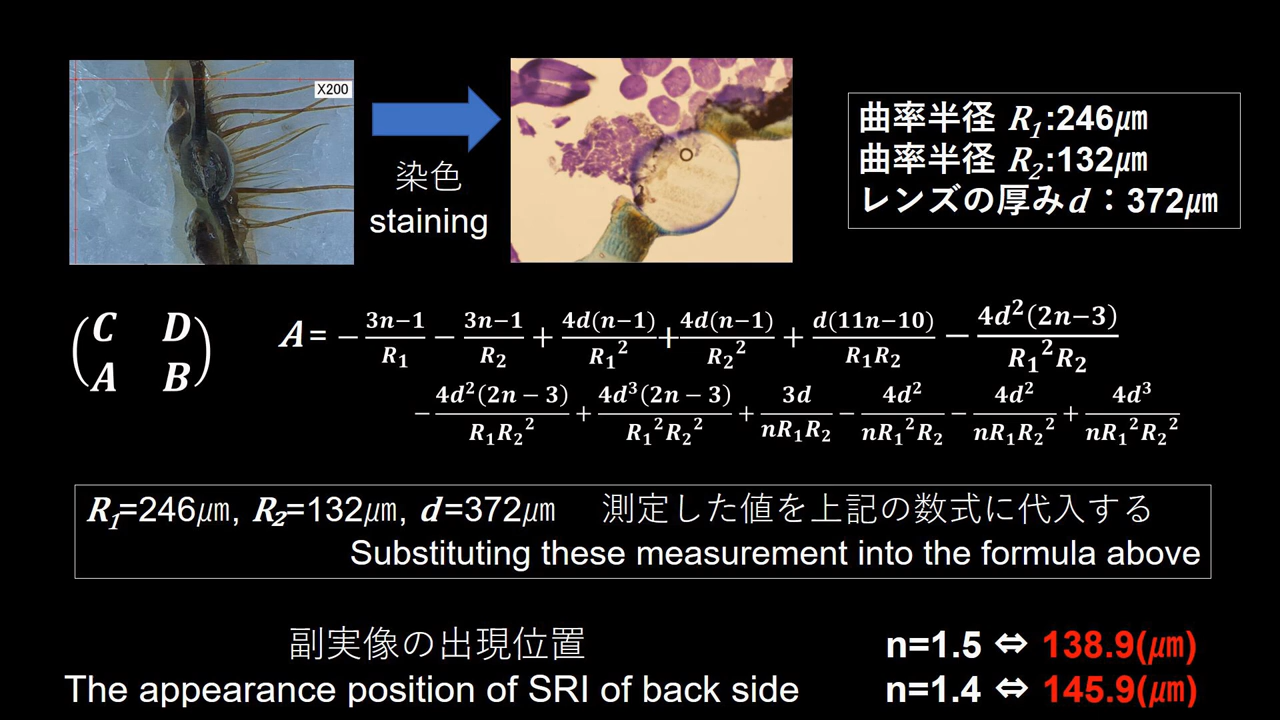 X200
染色
staining
曲率半径 R₁:246㎛
曲率半径 R₂:132㎛
レンズの厚みd：372㎛
(C D
A B)
A = − (3n−1)/R₁ − (3n−1)/R₂ + 4d(n−1)/R₁² + 4d(n−1)/R₂² + d(11n−10)/(R₁R₂) − 4d²(2n−3)/(R₁²R₂)
− 4d²(2n−3)/(R₁R₂²) + 4d³(2n−3)/(R₁²R₂²) + 3d/(nR₁R₂) − 4d²/(nR₁²R₂) − 4d²/(nR₁R₂²) + 4d³/(nR₁²R₂²)
R₁=246㎛, R₂=132㎛, d=372㎛ 測定した値を上記の数式に代入する
Substituting these measurement into the formula above
副実像の出現位置
The appearance position of SRI of back side
n=1.5 ⇔ 138.9(㎛)
n=1.4 ⇔ 145.9(㎛)